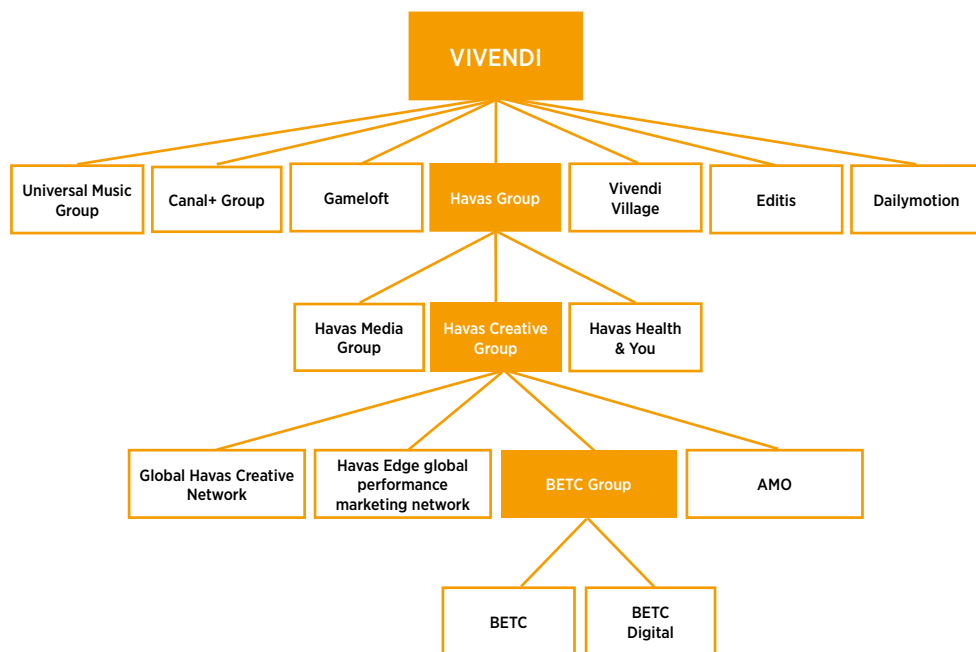 VIVENDI
Universal Music
Group
Canal+ Group
Gameloft
Havas Group
Vivendi
Village
Editis
Dailymotion
Havas Media
Group
Havas Creative
Group
Havas Health
& You
Global Havas Creative
Network
Havas Edge global
performance
marketing network
BETC Group
AMO
BETC
BETC
Digital